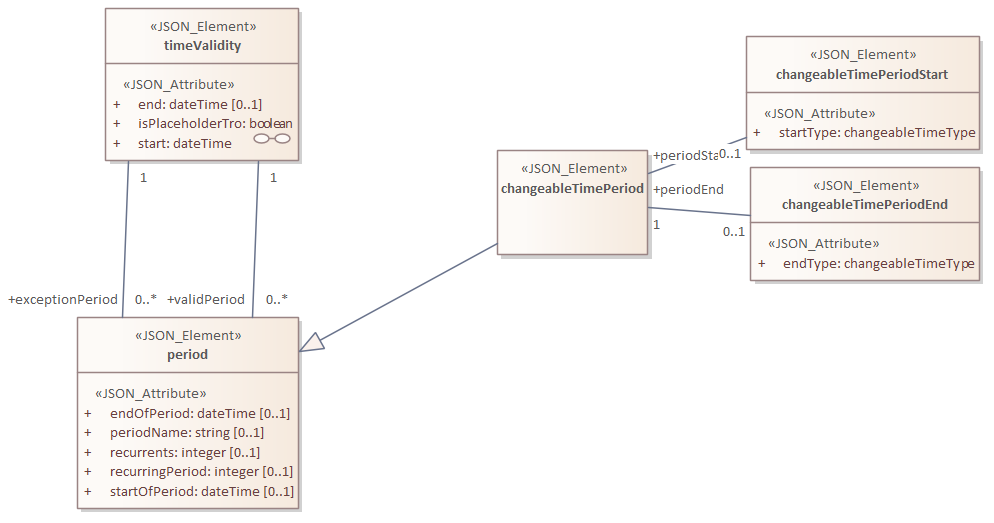 «JSON_Element»
timeValidity
«JSON_Attribute»
+ end: dateTime [0..1]
+ isPlaceholderTro: boolean
+ start: dateTime
1
1
+exceptionPeriod
0..*
+validPeriod
0..*
«JSON_Element»
period
«JSON_Attribute»
+ endOfPeriod: dateTime [0..1]
+ periodName: string [0..1]
+ recurrents: integer [0..1]
+ recurringPeriod: integer [0..1]
+ startOfPeriod: dateTime [0..1]
«JSON_Element»
changeableTimePeriod
+periodSta
0..1
+periodEnd
1
0..1
«JSON_Element»
changeableTimePeriodStart
«JSON_Attribute»
+ startType: changeableTimeType
«JSON_Element»
changeableTimePeriodEnd
«JSON_Attribute»
+ endType: changeableTimeType